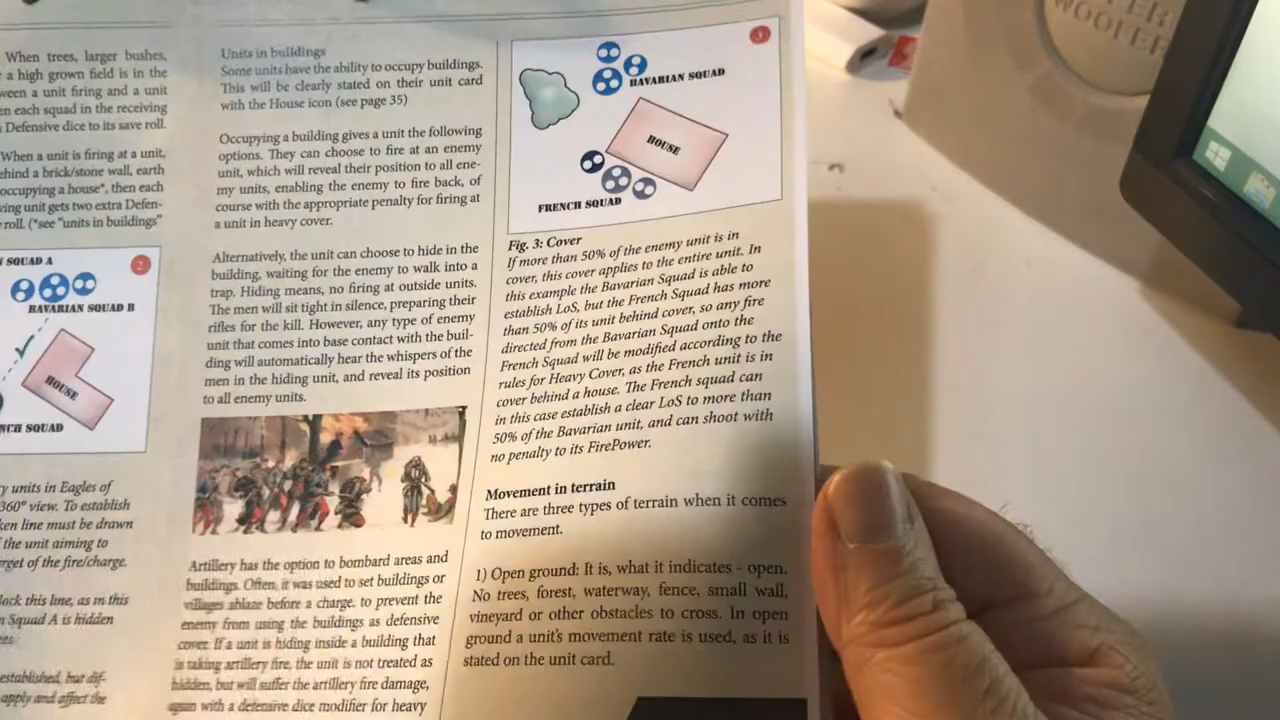 When trees, larger bushes,
a high grown field is in the
ween a unit firing and a unit
en each squad in the receiving
Defensive dice to its save roll.
When a unit is firing at a unit,
ehind a brick/stone wall, earth
occupying a house*, then each
ving unit gets two extra Defen-
roll. (*see "units in buildings"
SQUAD A
2
BAVARIAN SQUAD B
HOUSE
NCH SQUAD
y units in Eagles of
360° view. To establish
ken line must be drawn
the unit aiming to
rget of the fire/charge.
lock this line, as in this
Squad A is hidden
established, but dif-
apply and affect the
Units in buildings
Some units have the ability to occupy buildings.
This will be clearly stated on their unit card
with the House icon (see page 35)
Occupying a building gives a unit the following
options. They can choose to fire at an enemy
unit, which will reveal their position to all ene-
my units, enabling the enemy to fire back, of
course with the appropriate penalty for firing at
a unit in heavy cover.
Alternatively, the unit can choose to hide in the
building, waiting for the enemy to walk into a
trap. Hiding means, no firing at outside units.
The men will sit tight in silence, preparing their
rifles for the kill. However, any type of enemy
unit that comes into base contact with the buil-
ding will automatically hear the whispers of the
men in the hiding unit, and reveal its position
to all enemy units.
Artillery has the option to bombard areas and
buildings. Often, it was used to set buildings or
villages ablaze before a charge, to prevent the
enemy from using the buildings as defensive
cover. If a unit is hiding inside a building that
is taking artillery fire, the unit is not treated as
hidden, but will suffer the artillery fire damage,
again with a defensive dice modifier for heavy
3
BAVARIAN SQUAD
HOUSE
FRENCH SQUAD
Fig. 3: Cover
If more than 50% of the enemy unit is in
cover, this cover applies to the entire unit. In
this example the Bavarian Squad is able to
establish LoS, but the French Squad has more
than 50% of its unit behind cover, so any fire
directed from the Bavarian Squad onto the
French Squad will be modified according to the
rules for Heavy Cover, as the French unit is in
cover behind a house. The French squad can
in this case establish a clear LoS to more than
50% of the Bavarian unit, and can shoot with
no penalty to its FirePower.
Movement in terrain
There are three types of terrain when it comes
to movement.
1) Open ground: It is, what it indicates - open.
No trees, forest, waterway, fence, small wall,
vineyard or other obstacles to cross. In open
ground a unit's movement rate is used, as it is
stated on the unit card.
PER
WOOFER